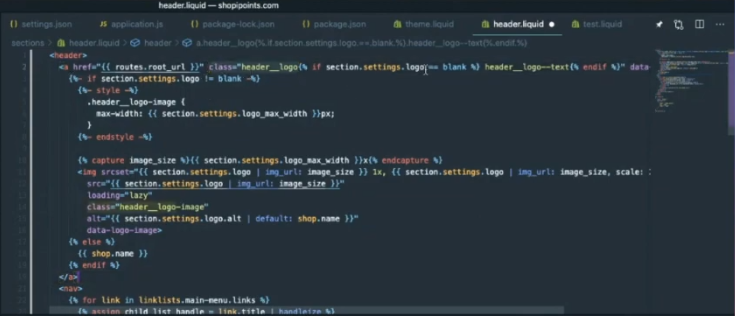 header.liquid — shopipoints.com
settings.json application.js package-lock.json package.json theme.liquid header.liquid test.liquid
sections > header.liquid > header > a.header__logo{%.if.section.settings.logo.==.blank.%}.header__logo--text{%.endif.%}
<header>
<a href="{{ routes.root_url }}" class="header__logo{% if section.settings.logo == blank %} header__logo--text{% endif %}" data-
{%- if section.settings.logo != blank -%}
{%- style -%}
.header__logo-image {
max-width: {{ section.settings.logo_max_width }}px;
}
{%- endstyle -%}
{% capture image_size %}{{ section.settings.logo_max_width }}x{% endcapture %}
<img srcset="{{ section.settings.logo | img_url: image_size }} 1x, {{ section.settings.logo | img_url: image_size, scale:
src="{{ section.settings.logo | img_url: image_size }}"
loading="lazy"
class="header__logo-image"
alt="{{ section.settings.logo.alt | default: shop.name }}"
data-logo-image>
{% else %}
{{ shop.name }}
{% endif %}
</a>
<nav>
{% for link in linklists.main-menu.links %}
{% assign child_list_handle = link.title | handleize %}